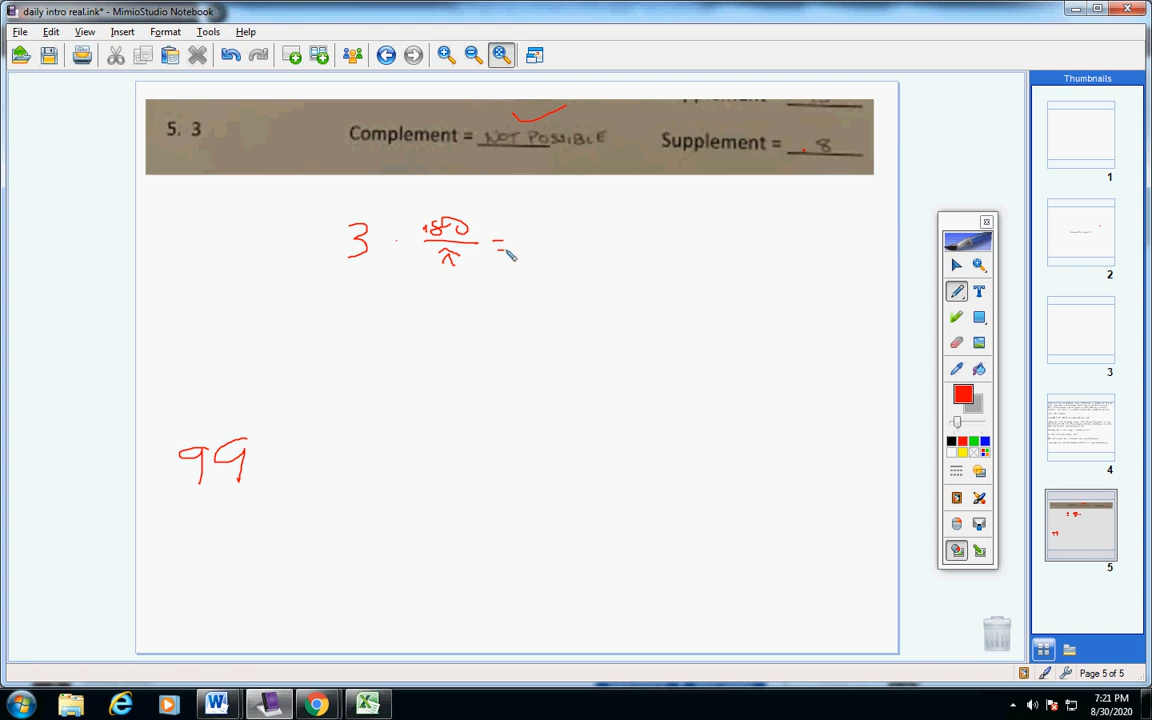 daily intro real.ink* - MimioStudio Notebook
File Edit View Insert Format Tools Help
Thumbnails
5. 3 Complement = NOT POSSIBLE Supplement = .8
3 · 180 =
π
99
1
2
3
4
5
Page 5 of 5
7:21 PM
8/30/2020